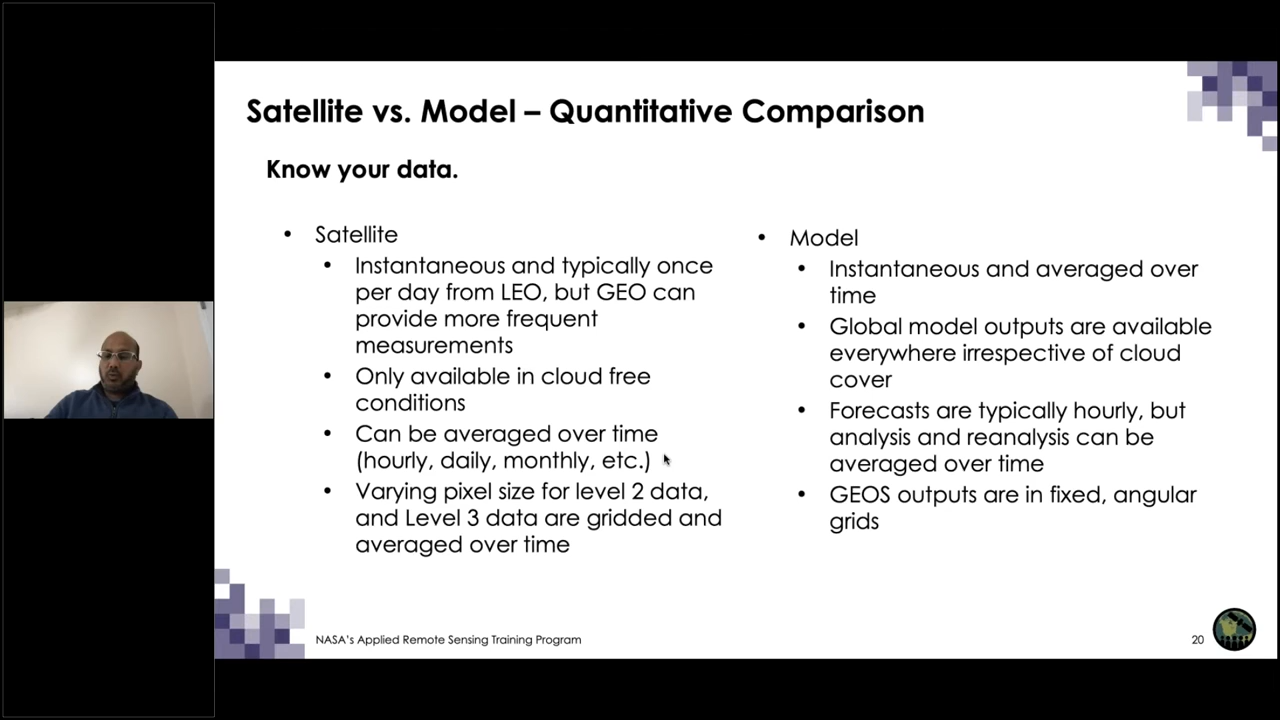 Satellite vs. Model – Quantitative Comparison
Know your data.
• Satellite
• Instantaneous and typically once
per day from LEO, but GEO can
provide more frequent
measurements
• Only available in cloud free
conditions
• Can be averaged over time
(hourly, daily, monthly, etc.)
• Varying pixel size for level 2 data,
and Level 3 data are gridded and
averaged over time
• Model
• Instantaneous and averaged over
time
• Global model outputs are available
everywhere irrespective of cloud
cover
• Forecasts are typically hourly, but
analysis and reanalysis can be
averaged over time
• GEOS outputs are in fixed, angular
grids
NASA's Applied Remote Sensing Training Program
20